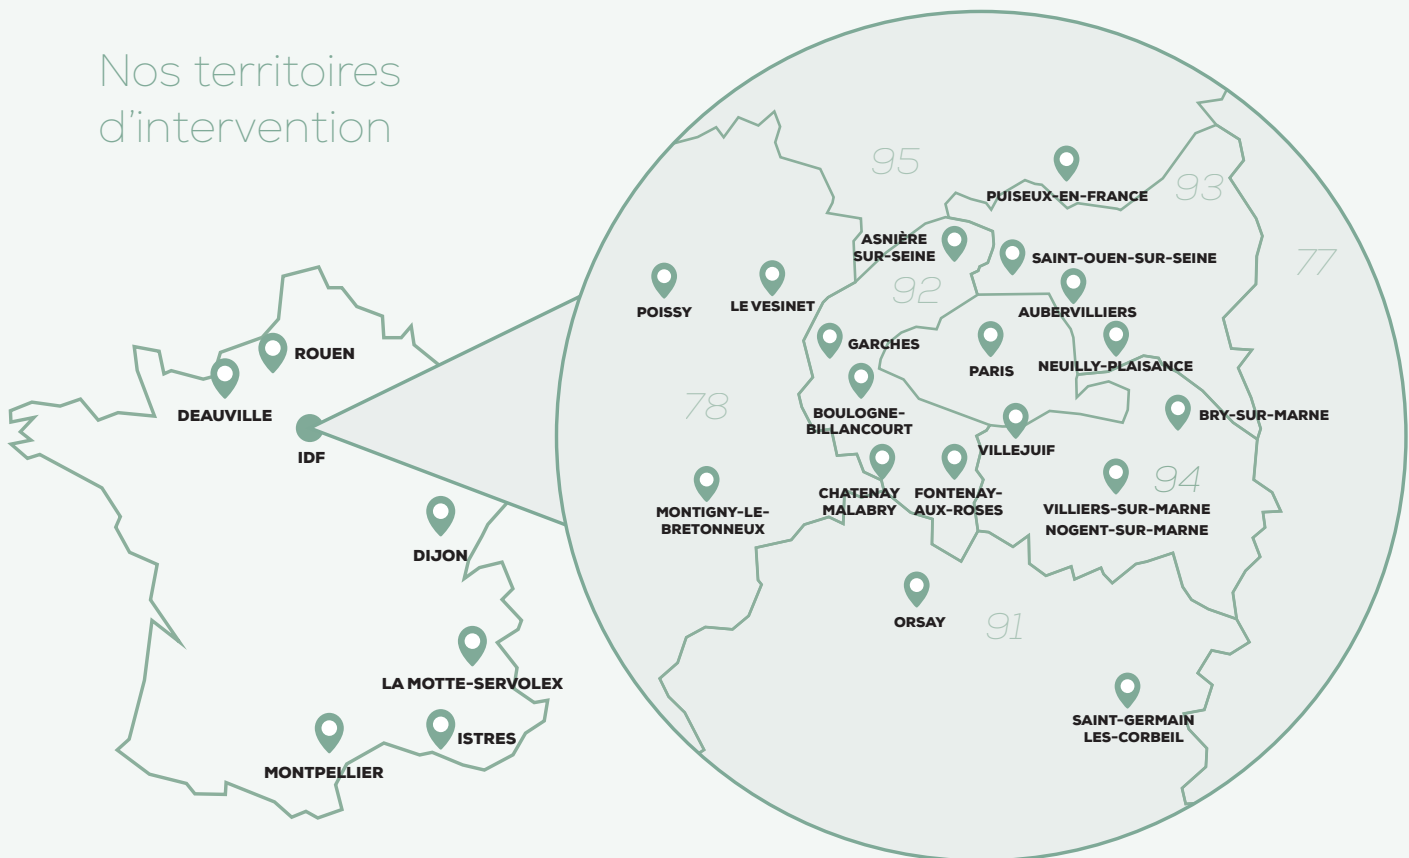 Nos territoires
d'intervention
ROUEN
DEAUVILLE
IDF
DIJON
LA MOTTE-SERVOLEX
ISTRES
MONTPELLIER
95
PUISEUX-EN-FRANCE
93
ASNIÈRE
SUR-SEINE
SAINT-OUEN-SUR-SEINE
77
92
POISSY
LE VESINET
AUBERVILLIERS
GARCHES
PARIS
NEUILLY-PLAISANCE
78
BOULOGNE-
BILLANCOURT
BRY-SUR-MARNE
VILLEJUIF
94
CHATENAY
MALABRY
FONTENAY-
AUX-ROSES
MONTIGNY-LE-
BRETONNEUX
VILLIERS-SUR-MARNE
NOGENT-SUR-MARNE
ORSAY
91
SAINT-GERMAIN
LES-CORBEIL